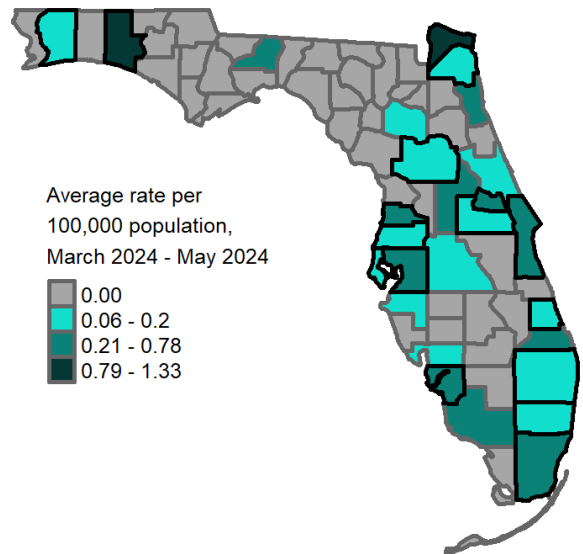 Average rate per
100,000 population,
March 2024 - May 2024
0.00
0.06 - 0.2
0.21 - 0.78
0.79 - 1.33